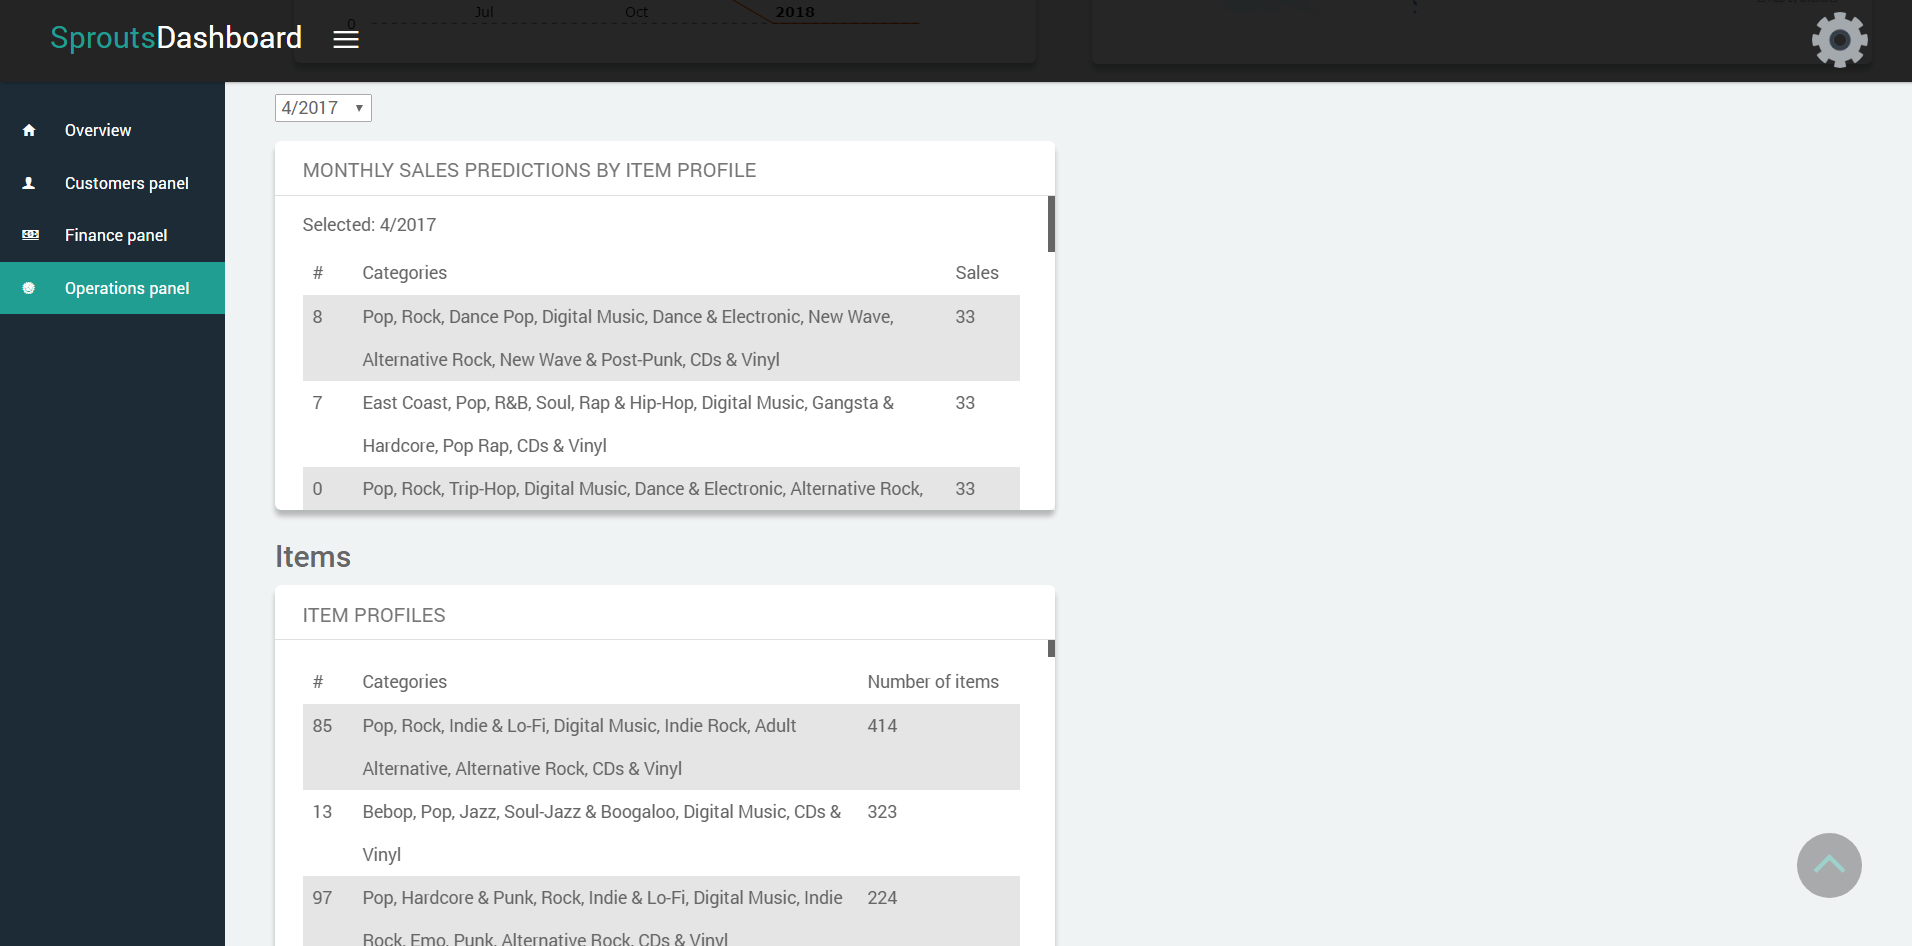 Jul Oct 2018
0
SproutsDashboard
4/2017
Overview
Customers panel
Finance panel
Operations panel
MONTHLY SALES PREDICTIONS BY ITEM PROFILE
Selected: 4/2017
# Categories Sales
8 Pop, Rock, Dance Pop, Digital Music, Dance & Electronic, New Wave, 33
Alternative Rock, New Wave & Post-Punk, CDs & Vinyl
7 East Coast, Pop, R&B, Soul, Rap & Hip-Hop, Digital Music, Gangsta & 33
Hardcore, Pop Rap, CDs & Vinyl
0 Pop, Rock, Trip-Hop, Digital Music, Dance & Electronic, Alternative Rock, 33
Items
ITEM PROFILES
# Categories Number of items
85 Pop, Rock, Indie & Lo-Fi, Digital Music, Indie Rock, Adult 414
Alternative, Alternative Rock, CDs & Vinyl
13 Bebop, Pop, Jazz, Soul-Jazz & Boogaloo, Digital Music, CDs & 323
Vinyl
97 Pop, Hardcore & Punk, Rock, Indie & Lo-Fi, Digital Music, Indie 224
Rock, Emo, Punk, Alternative Rock, CDs & Vinyl